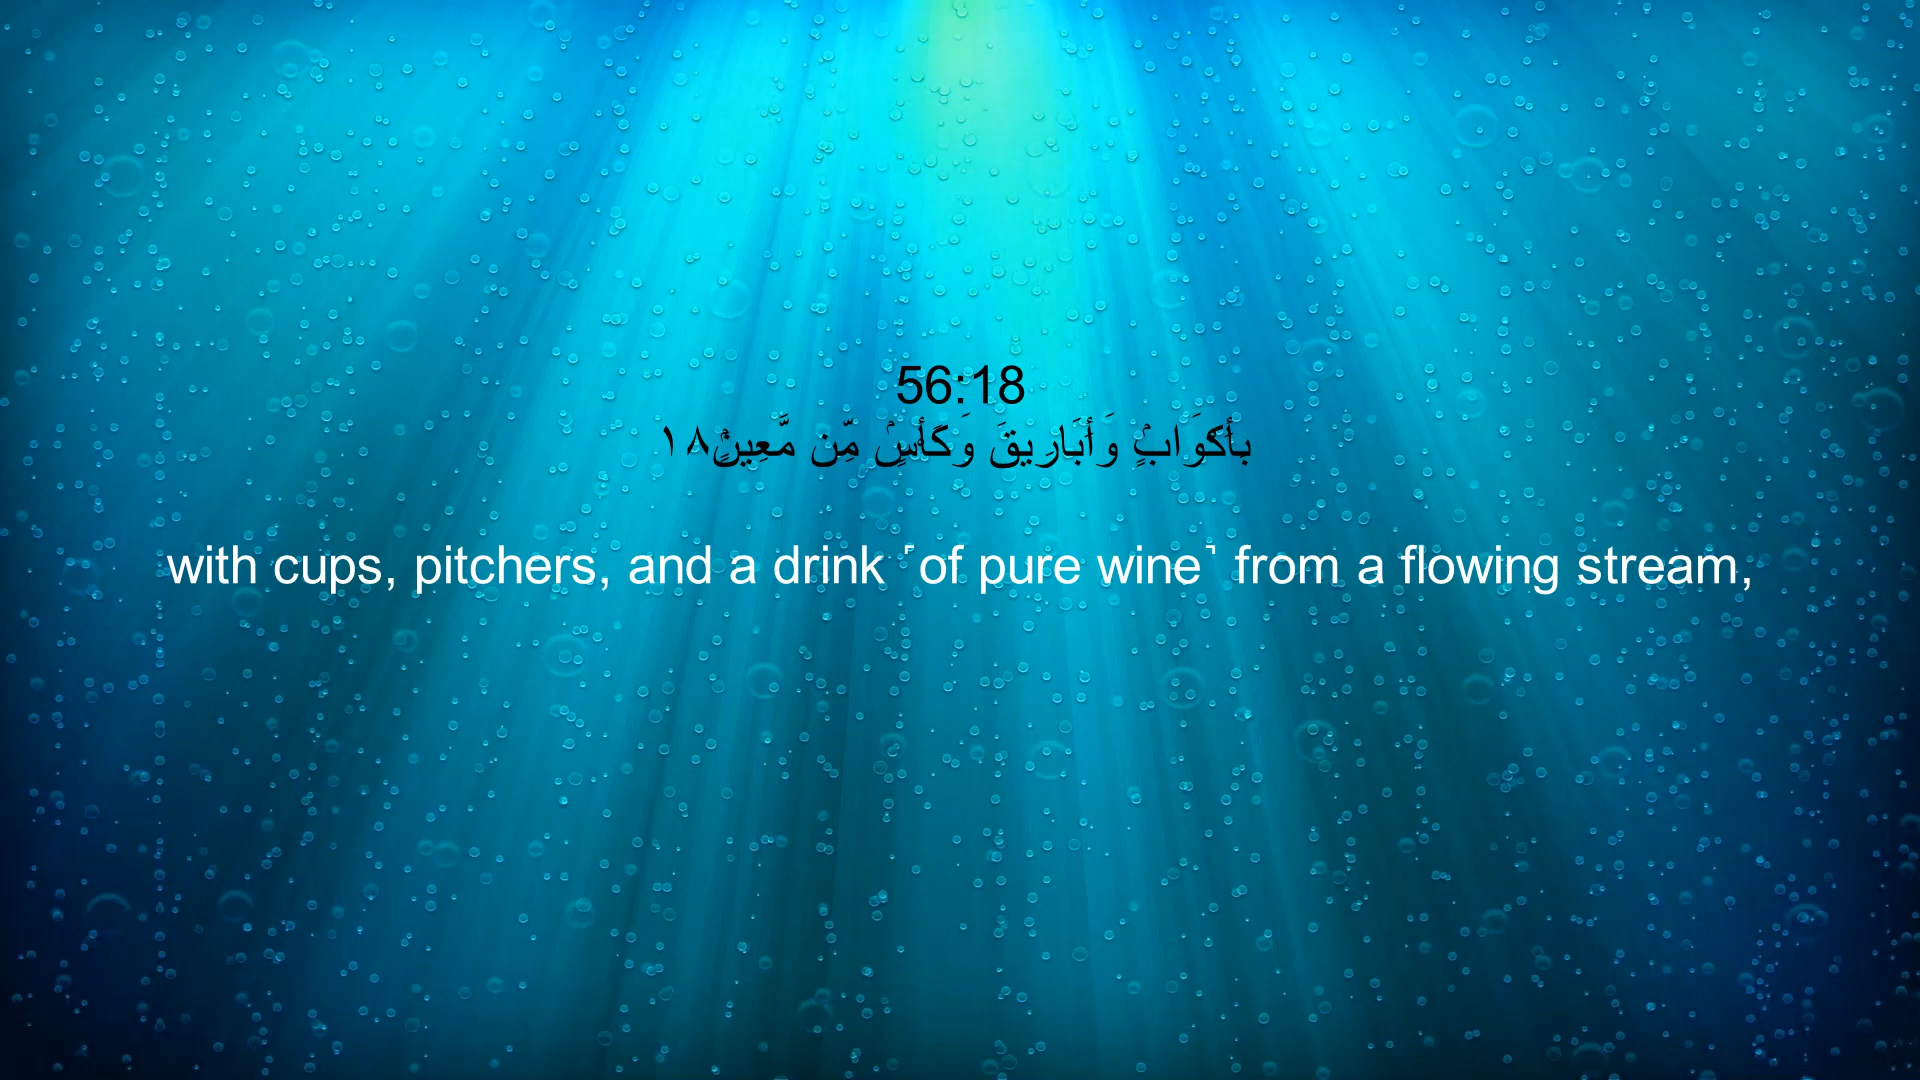 56:18
بِأَكْوَابٍۢ وَأَبَارِيقَ وَكَأْسٍۢ مِّن مَّعِينٍۢ ١٨
with cups, pitchers, and a drink ˹of pure wine˺ from a flowing stream,